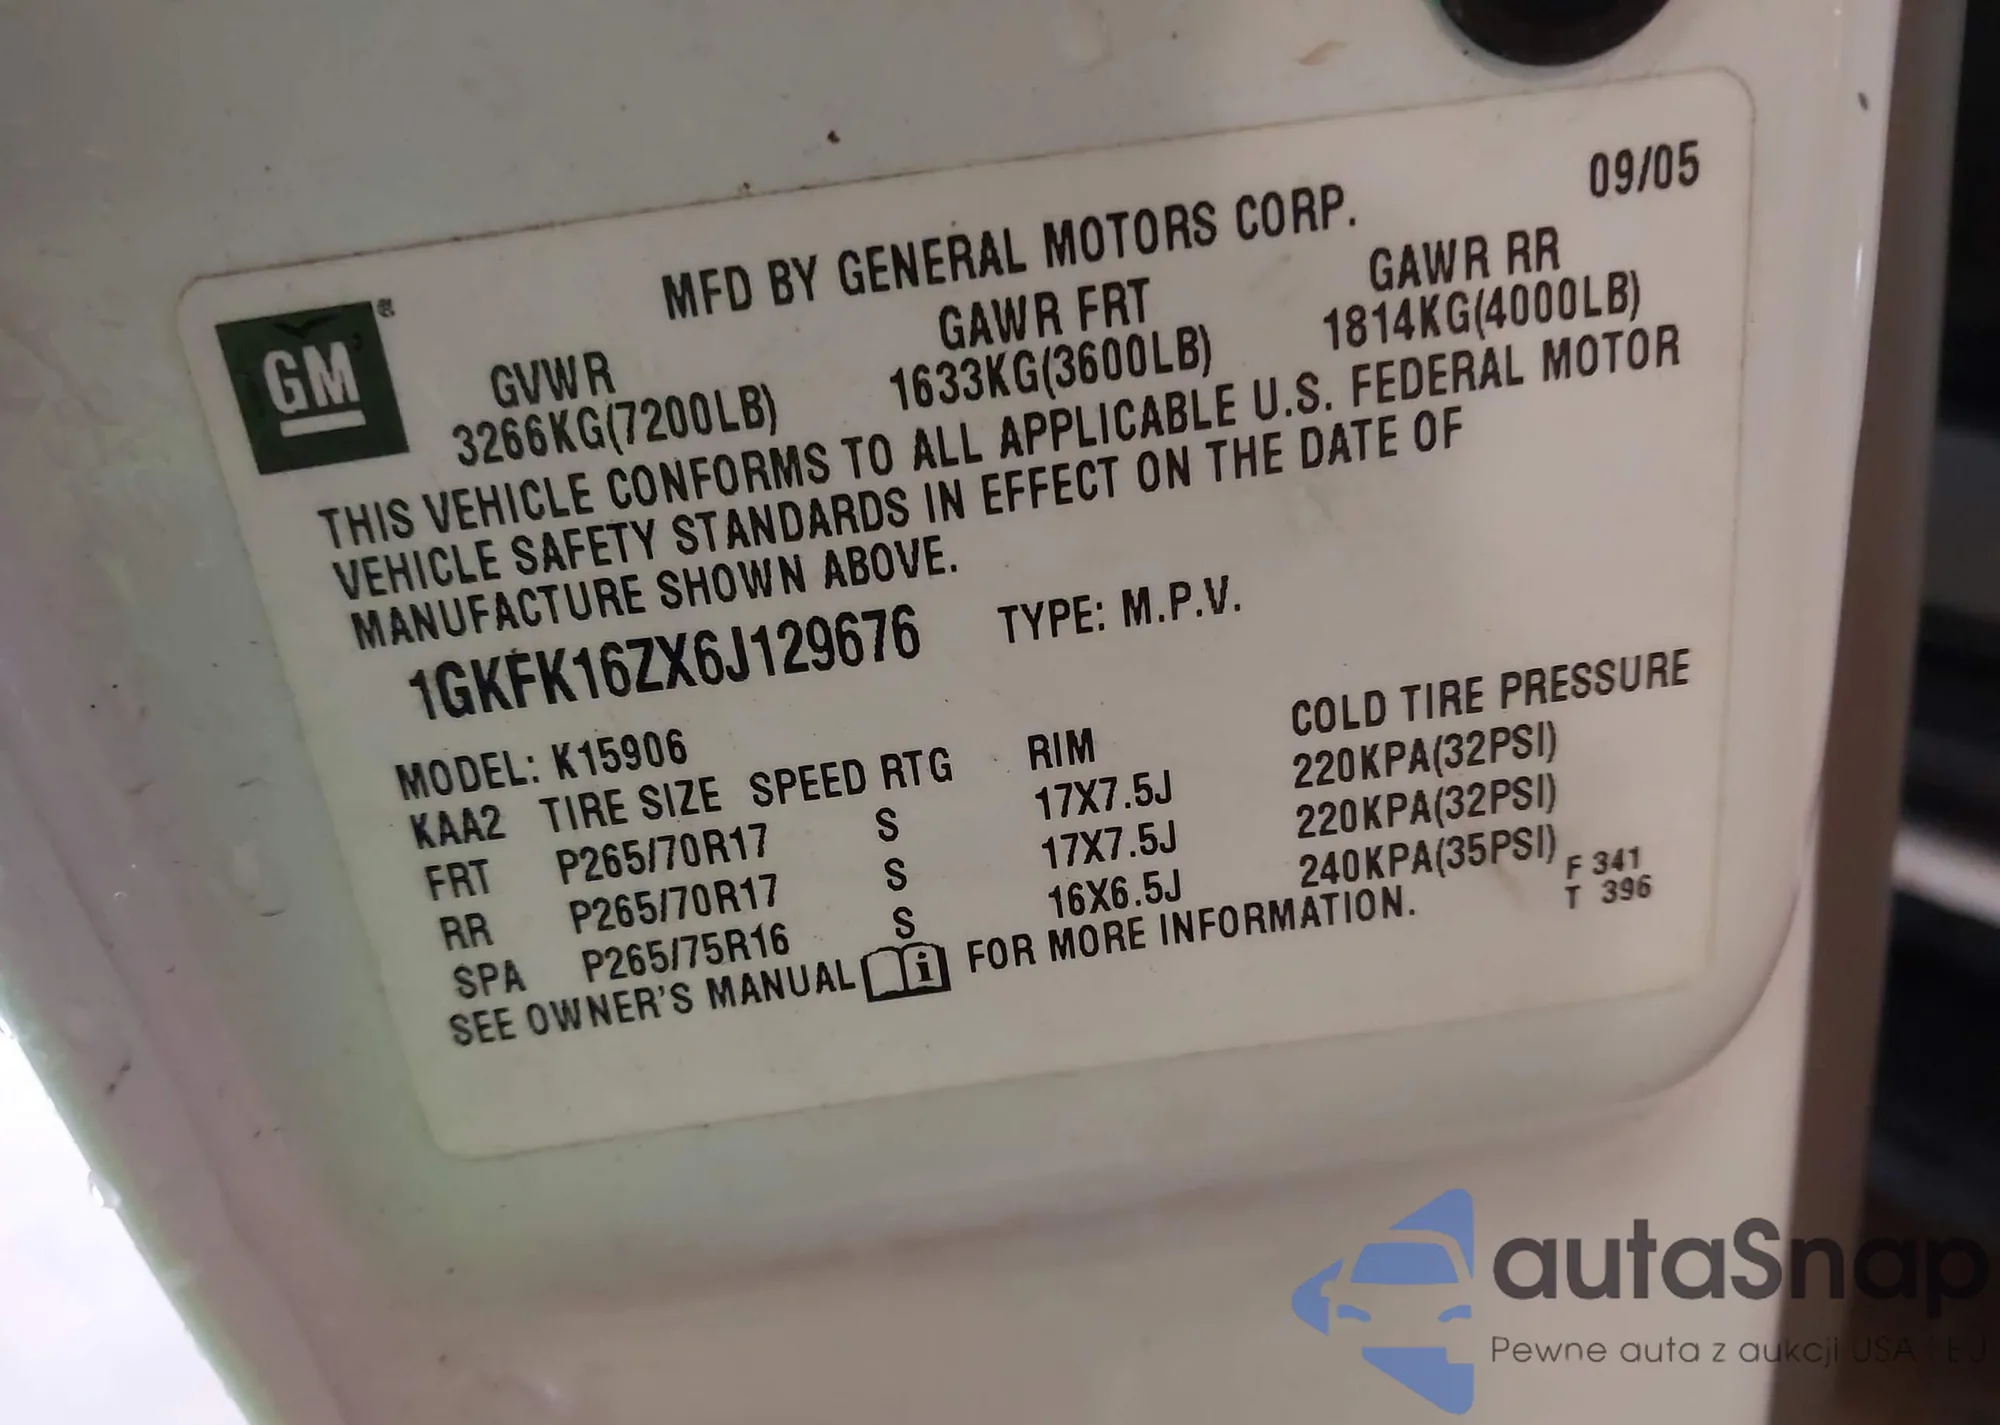 09/05
MFD BY GENERAL MOTORS CORP.
GM ®
GVWR GAWR FRT GAWR RR
3266KG(7200LB) 1633KG(3600LB) 1814KG(4000LB)
THIS VEHICLE CONFORMS TO ALL APPLICABLE U.S. FEDERAL MOTOR
VEHICLE SAFETY STANDARDS IN EFFECT ON THE DATE OF
MANUFACTURE SHOWN ABOVE.
1GKFK16ZX6J129676 TYPE: M.P.V.
MODEL: K15906
KAA2 TIRE SIZE SPEED RTG RIM COLD TIRE PRESSURE
FRT P265/70R17 S 17X7.5J 220KPA(32PSI)
RR P265/70R17 S 17X7.5J 220KPA(32PSI)
SPA P265/75R16 S 16X6.5J 240KPA(35PSI)
SEE OWNER'S MANUAL i FOR MORE INFORMATION.
F 341
T 396
autaSnap
Pewne auta z aukcji USA i EJ